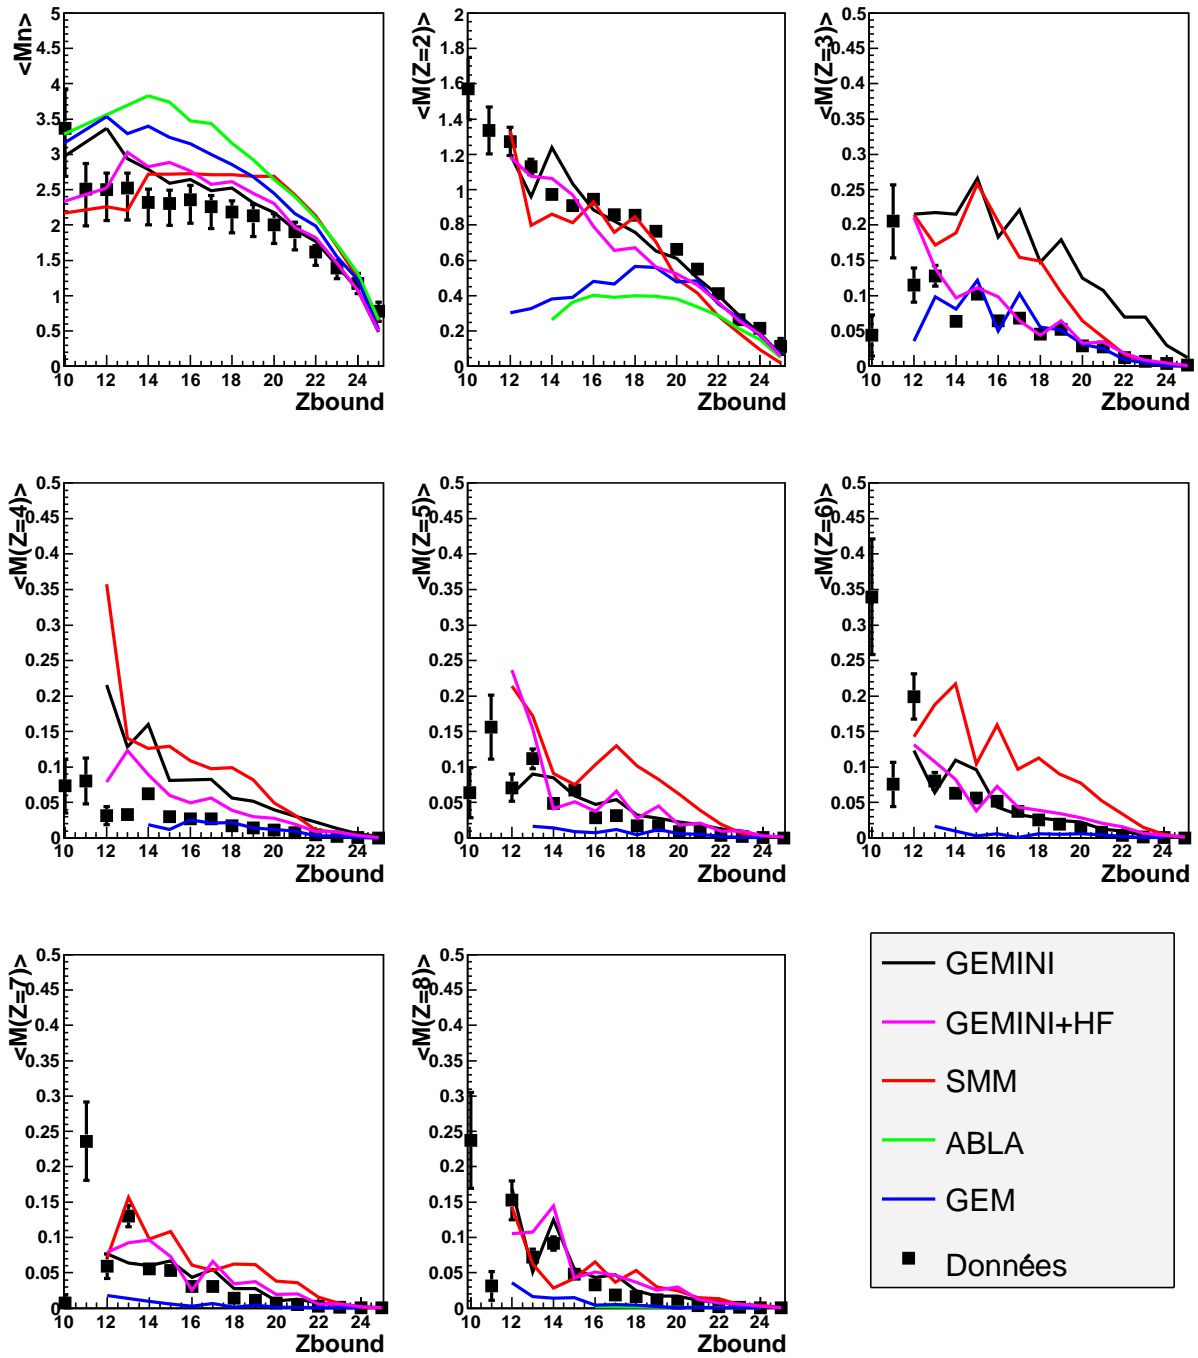 <Mn>
5
4.5
4
3.5
3
2.5
2
1.5
1
0.5
0
10 12 14 16 18 20 22 24
Zbound
<M(Z=2)>
2
1.8
1.6
1.4
1.2
1
0.8
0.6
0.4
0.2
0
10 12 14 16 18 20 22 24
Zbound
<M(Z=3)>
0.5
0.45
0.4
0.35
0.3
0.25
0.2
0.15
0.1
0.05
0
10 12 14 16 18 20 22 24
Zbound
<M(Z=4)>
0.5
0.45
0.4
0.35
0.3
0.25
0.2
0.15
0.1
0.05
0
10 12 14 16 18 20 22 24
Zbound
<M(Z=5)>
0.5
0.45
0.4
0.35
0.3
0.25
0.2
0.15
0.1
0.05
0
10 12 14 16 18 20 22 24
Zbound
<M(Z=6)>
0.5
0.45
0.4
0.35
0.3
0.25
0.2
0.15
0.1
0.05
0
10 12 14 16 18 20 22 24
Zbound
<M(Z=7)>
0.5
0.45
0.4
0.35
0.3
0.25
0.2
0.15
0.1
0.05
0
10 12 14 16 18 20 22 24
Zbound
<M(Z=8)>
0.5
0.45
0.4
0.35
0.3
0.25
0.2
0.15
0.1
0.05
0
10 12 14 16 18 20 22 24
Zbound
GEMINI
GEMINI+HF
SMM
ABLA
GEM
Données